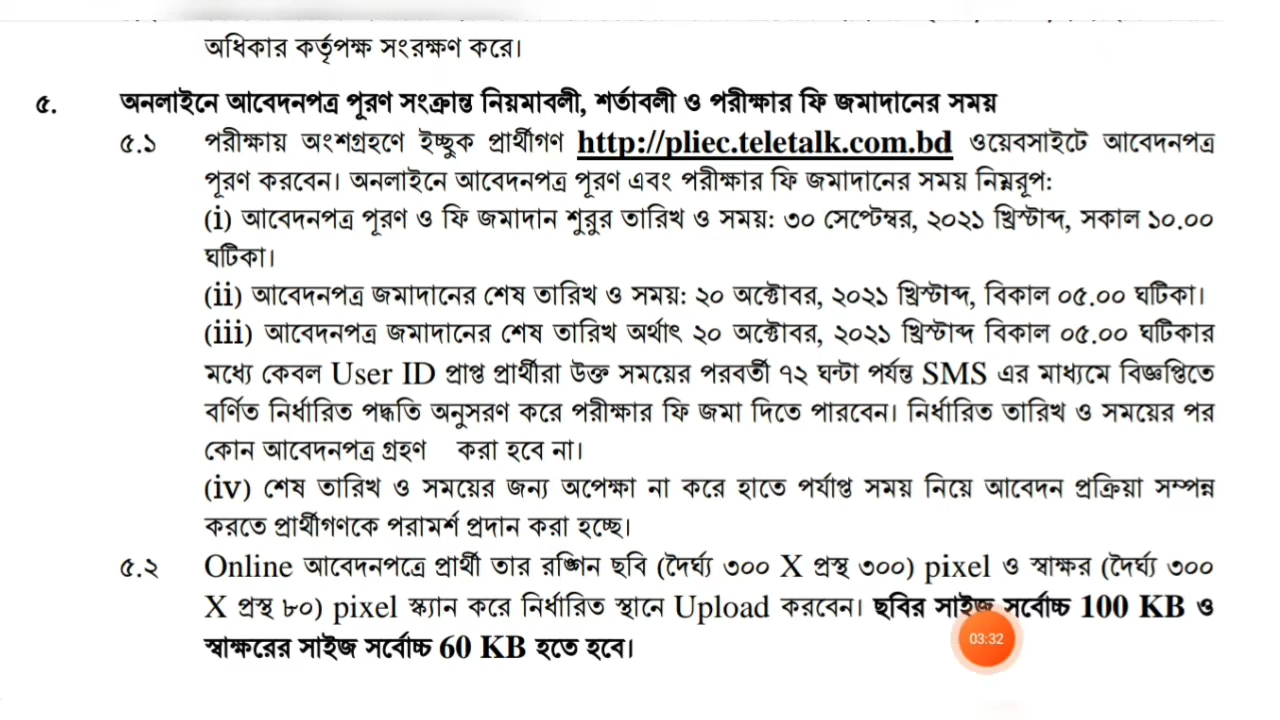 অধিকার কর্তৃপক্ষ সংরক্ষণ করে।
৫. অনলাইনে আবেদনপত্র পূরণ সংক্রান্ত নিয়মাবলী, শর্তাবলী ও পরীক্ষার ফি জমাদানের সময়
৫.১ পরীক্ষায় অংশগ্রহণে ইচ্ছুক প্রার্থীগণ http://pliec.teletalk.com.bd ওয়েবসাইটে আবেদনপত্র
পূরণ করবেন। অনলাইনে আবেদনপত্র পূরণ এবং পরীক্ষার ফি জমাদানের সময় নিম্নরূপ:
(i) আবেদনপত্র পূরণ ও ফি জমাদান শুরুর তারিখ ও সময়: ৩০ সেপ্টেম্বর, ২০২১ খ্রিস্টাব্দ, সকাল ১০.০০
ঘটিকা।
(ii) আবেদনপত্র জমাদানের শেষ তারিখ ও সময়: ২০ অক্টোবর, ২০২১ খ্রিস্টাব্দ, বিকাল ০৫.০০ ঘটিকা।
(iii) আবেদনপত্র জমাদানের শেষ তারিখ অর্থাৎ ২০ অক্টোবর, ২০২১ খ্রিস্টাব্দ বিকাল ০৫.০০ ঘটিকার
মধ্যে কেবল User ID প্রাপ্ত প্রার্থীরা উক্ত সময়ের পরবর্তী ৭২ ঘন্টা পর্যন্ত SMS এর মাধ্যমে বিজ্ঞপ্তিতে
বর্ণিত নির্ধারিত পদ্ধতি অনুসরণ করে পরীক্ষার ফি জমা দিতে পারবেন। নির্ধারিত তারিখ ও সময়ের পর
কোন আবেদনপত্র গ্রহণ করা হবে না।
(iv) শেষ তারিখ ও সময়ের জন্য অপেক্ষা না করে হাতে পর্যাপ্ত সময় নিয়ে আবেদন প্রক্রিয়া সম্পন্ন
করতে প্রার্থীগণকে পরামর্শ প্রদান করা হচ্ছে।
৫.২ Online আবেদনপত্রে প্রার্থী তার রঙ্গিন ছবি (দৈর্ঘ্য ৩০০ X প্রস্থ ৩০০) pixel ও স্বাক্ষর (দৈর্ঘ্য ৩০০
X প্রস্থ ৮০) pixel স্ক্যান করে নির্ধারিত স্থানে Upload করবেন। ছবির সাইজ সর্বোচ্চ 100 KB ও
স্বাক্ষরের সাইজ সর্বোচ্চ 60 KB হতে হবে।
03:32